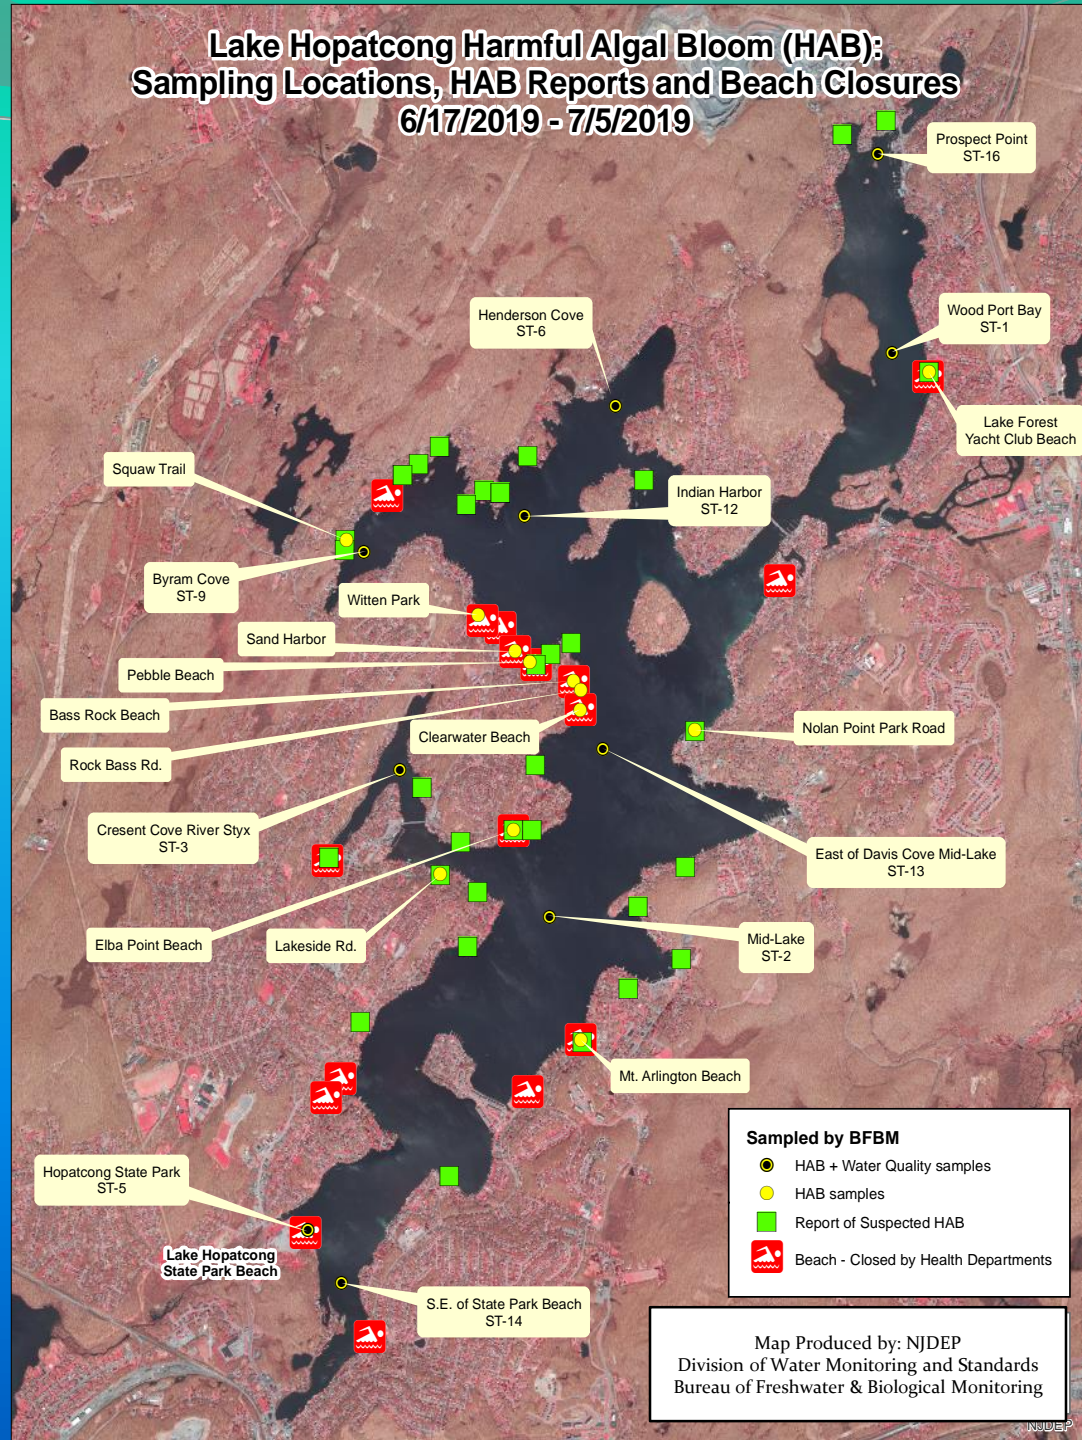 Lake Hopatcong Harmful Algal Bloom (HAB):
Sampling Locations, HAB Reports and Beach Closures
6/17/2019 - 7/5/2019
Prospect Point
ST-16
Henderson Cove
ST-6
Wood Port Bay
ST-1
Lake Forest
Yacht Club Beach
Squaw Trail
Indian Harbor
ST-12
Byram Cove
ST-9
Witten Park
Sand Harbor
Pebble Beach
Bass Rock Beach
Rock Bass Rd.
Clearwater Beach
Nolan Point Park Road
Cresent Cove River Styx
ST-3
East of Davis Cove Mid-Lake
ST-13
Elba Point Beach
Lakeside Rd.
Mid-Lake
ST-2
Mt. Arlington Beach
Hopatcong State Park
ST-5
Lake Hopatcong
State Park Beach
S.E. of State Park Beach
ST-14
Sampled by BFBM
HAB + Water Quality samples
HAB samples
Report of Suspected HAB
Beach - Closed by Health Departments
Map Produced by: NJDEP
Division of Water Monitoring and Standards
Bureau of Freshwater & Biological Monitoring
NJDEP